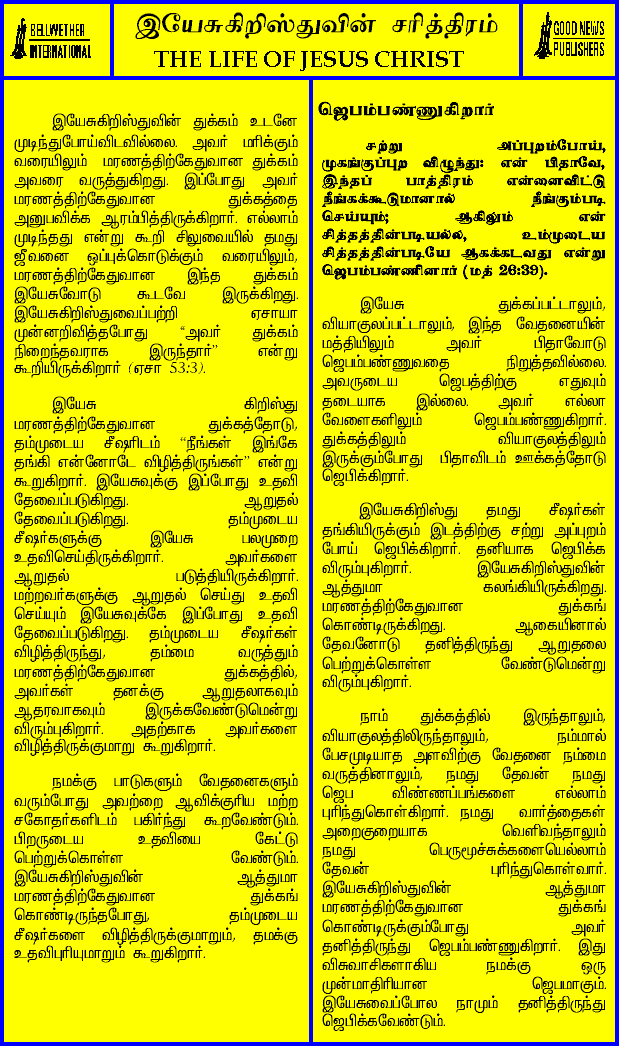 BELLWETHER
INTERNATIONAL
இயேசுகிறிஸ்துவின் சரித்திரம்
THE LIFE OF JESUS CHRIST
GOOD NEWS
PUBLISHERS
இயேசுகிறிஸ்துவின் துக்கம் உடனே
முடிந்துபோய்விடவில்லை. அவர் மரிக்கும்
வரையிலும் மரணத்திற்கேதுவான துக்கம்
அவரை வருத்துகிறது. இப்போது அவர்
மரணத்திற்கேதுவான துக்கத்தை
அனுபவிக்க ஆரம்பித்திருக்கிறார். எல்லாம்
முடிந்தது என்று கூறி சிலுவையில் தமது
ஜீவனை ஒப்புக்கொடுக்கும் வரையிலும்,
மரணத்திற்கேதுவான இந்த துக்கம்
இயேசுவோடு கூடவே இருக்கிறது.
இயேசுகிறிஸ்துவைப்பற்றி ஏசாயா
முன்னறிவித்தபோது “அவர் துக்கம்
நிறைந்தவராக இருந்தார்” என்று
கூறியிருக்கிறார் (ஏசா 53:3).
இயேசு கிறிஸ்து
மரணத்திற்கேதுவான துக்கத்தோடு,
தம்முடைய சீஷரிடம் “நீங்கள் இங்கே
தங்கி என்னோடே விழித்திருங்கள்” என்று
கூறுகிறார். இயேசுவுக்கு இப்போது உதவி
தேவைப்படுகிறது. ஆறுதல்
தேவைப்படுகிறது. தம்முடைய
சீஷர்களுக்கு இயேசு பலமுறை
உதவிசெய்திருக்கிறார். அவர்களை
ஆறுதல் படுத்தியிருக்கிறார்.
மற்றவர்களுக்கு ஆறுதல் செய்து உதவி
செய்யும் இயேசுவுக்கே இப்போது உதவி
தேவைப்படுகிறது. தம்முடைய சீஷர்கள்
விழித்திருந்து, தம்மை வருத்தும்
மரணத்திற்கேதுவான துக்கத்தில்,
அவர்கள் தனக்கு ஆறுதலாகவும்
ஆதரவாகவும் இருக்கவேண்டுமென்று
விரும்புகிறார். அதற்காக அவர்களை
விழித்திருக்குமாறு கூறுகிறார்.
நமக்கு பாடுகளும் வேதனைகளும்
வரும்போது அவற்றை ஆவிக்குரிய மற்ற
சகோதர்களிடம் பகிர்ந்து கூறவேண்டும்.
பிறருடைய உதவியை கேட்டு
பெற்றுக்கொள்ள வேண்டும்.
இயேசுகிறிஸ்துவின் ஆத்துமா
மரணத்திற்கேதுவான துக்கங்
கொண்டிருந்தபோது, தம்முடைய
சீஷர்களை விழித்திருக்குமாறும், தமக்கு
உதவிபுரியுமாறும் கூறுகிறார்.
ஜெபம்பண்ணுகிறார்
சற்று அப்புறம்போய்,
முகங்குப்புற விழுந்து: என் பிதாவே,
இந்தப் பாத்திரம் என்னைவிட்டு
நீங்கக்கூடுமானால் நீங்கும்படி
செய்யும்; ஆகிலும் என்
சித்தத்தின்படியல்ல, உம்முடைய
சித்தத்தின்படியே ஆகக்கடவது என்று
ஜெபம்பண்ணினார் (மத் 26:39).
இயேசு துக்கப்பட்டாலும்,
வியாகுலப்பட்டாலும், இந்த வேதனையின்
மத்தியிலும் அவர் பிதாவோடு
ஜெபம்பண்ணுவதை நிறுத்தவில்லை.
அவருடைய ஜெபத்திற்கு எதுவும்
தடையாக இல்லை. அவர் எல்லா
வேளைகளிலும் ஜெபம்பண்ணுகிறார்.
துக்கத்திலும் வியாகுலத்திலும்
இருக்கும்போது பிதாவிடம் ஊக்கத்தோடு
ஜெபிக்கிறார்.
இயேசுகிறிஸ்து தமது சீஷர்கள்
தங்கியிருக்கும் இடத்திற்கு சற்று அப்புறம்
போய் ஜெபிக்கிறார். தனியாக ஜெபிக்க
விரும்புகிறார். இயேசுகிறிஸ்துவின்
ஆத்துமா கலங்கியிருக்கிறது.
மரணத்திற்கேதுவான துக்கங்
கொண்டிருக்கிறது. ஆகையினால்
தேவனோடு தனித்திருந்து ஆறுதலை
பெற்றுக்கொள்ள வேண்டுமென்று
விரும்புகிறார்.
நாம் துக்கத்தில் இருந்தாலும்,
வியாகுலத்திலிருந்தாலும், நம்மால்
பேசமுடியாத அளவிற்கு வேதனை நம்மை
வருத்தினாலும், நமது தேவன் நமது
ஜெப விண்ணப்பங்களை எல்லாம்
புரிந்துகொள்கிறார். நமது வார்த்தைகள்
அறைகுறையாக வெளிவந்தாலும்
நமது பெருமூச்சுக்களையெல்லாம்
தேவன் புரிந்துகொள்வார்.
இயேசுகிறிஸ்துவின் ஆத்துமா
மரணத்திற்கேதுவான துக்கங்
கொண்டிருக்கும்போது அவர்
தனித்திருந்து ஜெபம்பண்ணுகிறார். இது
விசுவாசிகளாகிய நமக்கு ஒரு
முன்மாதிரியான ஜெபமாகும்.
இயேசுவைப்போல நாமும் தனித்திருந்து
ஜெபிக்கவேண்டும்.